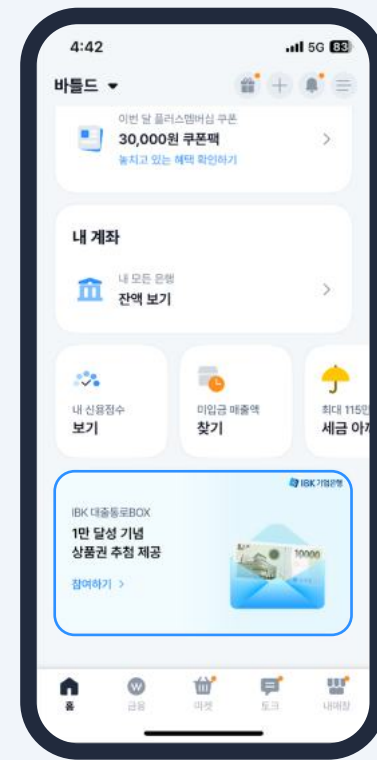 4:42
5G 83
바틀드
이번 달 플러스멤버십 쿠폰
30,000원 쿠폰팩
놓치고 있는 혜택 확인하기
내 계좌
내 모든 은행
잔액 보기
내 신용점수
보기
미입금 매출액
찾기
최대 115만
세금 아끼
IBK 기업은행
IBK 대출통로BOX
1만 달성 기념
상품권 추첨 제공
참여하기
10000
홈
금융
마켓
토크
내매장